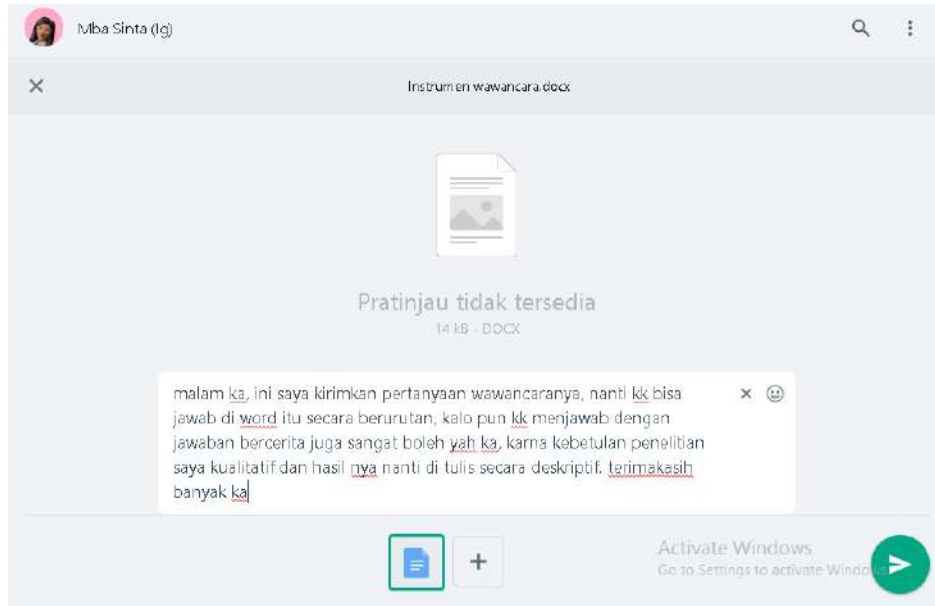 Mba Sinta (Ig)
Instrumen wawancara.docx
Pratinjau tidak tersedia
14 kB - DOCX
malam ka, ini saya kirimkan pertanyaan wawancaranya, nanti kk bisa
jawab di word itu secara berurutan, kalo pun kk menjawab dengan
jawaban bercerita juga sangat boleh yah ka, karna kebetulan penelitian
saya kualitatif dan hasil nya nanti di tulis secara deskriptif. terimakasih
banyak ka
Activate Windows
Go to Settings to activate Windows